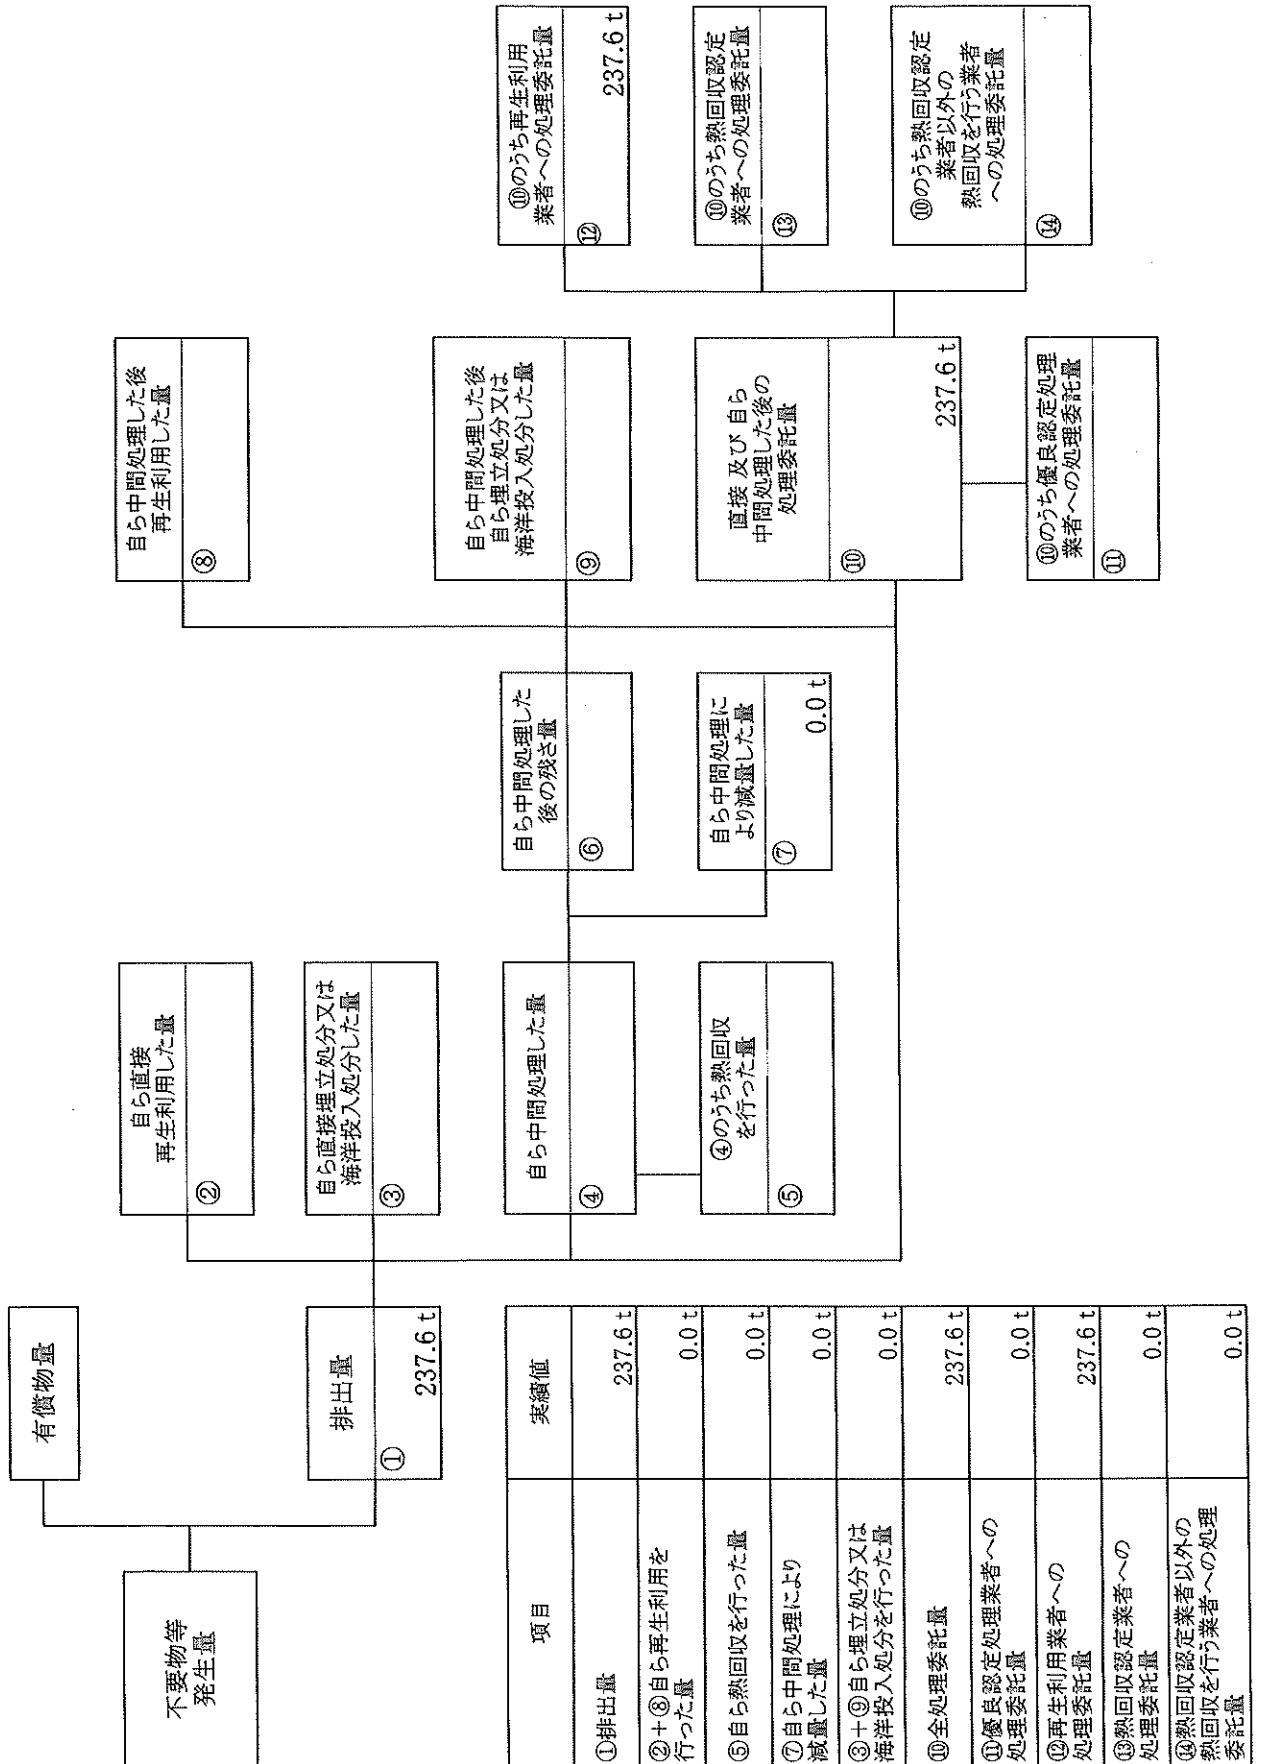 不要物等
発生量
有償物量
排出量
①
237.6 t
自ら直接
再生利用した量
②
自ら直接埋立処分又は
海洋投入処分した量
③
自ら中間処理した量
④
④のうち熱回収
を行った量
⑤
自ら中間処理した
後の残さ量
⑥
自ら中間処理に
より減量した量
⑦
0.0 t
自ら中間処理した後
再生利用した量
⑧
自ら中間処理した後
自ら埋立処分又は
海洋投入処分した量
⑨
直接 及び 自ら
中間処理した後の
処理委託量
⑩
237.6 t
⑩のうち優良認定処理
業者への処理委託量
⑪
⑩のうち再生利用
業者への処理委託量
⑫
237.6 t
⑩のうち熱回収認定
業者への処理委託量
⑬
⑩のうち熱回収認定
業者以外の
熱回収を行う業者
への処理委託量
⑭
項目 実績値
①排出量 237.6 t
②+⑧自ら再生利用を
行った量 0.0 t
⑤自ら熱回収を行った量 0.0 t
⑦自ら中間処理により
減量した量 0.0 t
③+⑨自ら埋立処分又は
海洋投入処分を行った量 0.0 t
⑩全処理委託量 237.6 t
⑪優良認定処理業者への
処理委託量 0.0 t
⑫再生利用業者への
処理委託量 237.6 t
⑬熱回収認定業者への
処理委託量 0.0 t
⑭熱回収認定業者以外の
熱回収を行う業者への処理
委託量 0.0 t